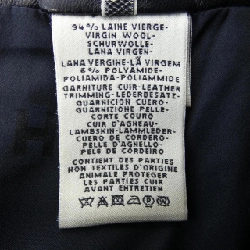 94% LAINE VIERGE-
VIRGIN WOOL-
SCHURWOLLE-
LANA VIRGEN-
LANA VERGINE-LÃ VIRGEM
6% POLYAMIDE-
POLIAMIDA-POLIAMIDE
GARNITURE CUIR-LEATHER
TRIMMING-LEDERBESATZ-
GUARNICIÓN CUERO-
GUARNIZIONE PELLE
CORTE COURO
CUIR D'AGNEAU-
LAMBSKIN-LAMMLEDER-
CUERO DE CORDERO-
PELLE D'AGNELLO
PELE DE CORDEIRO
CONTIENT DES PARTIES
NON TEXTILES D'ORIGINE
ANIMALE PROTEGER
LES PARTIES CUIR
AVANT ENTRETIEN